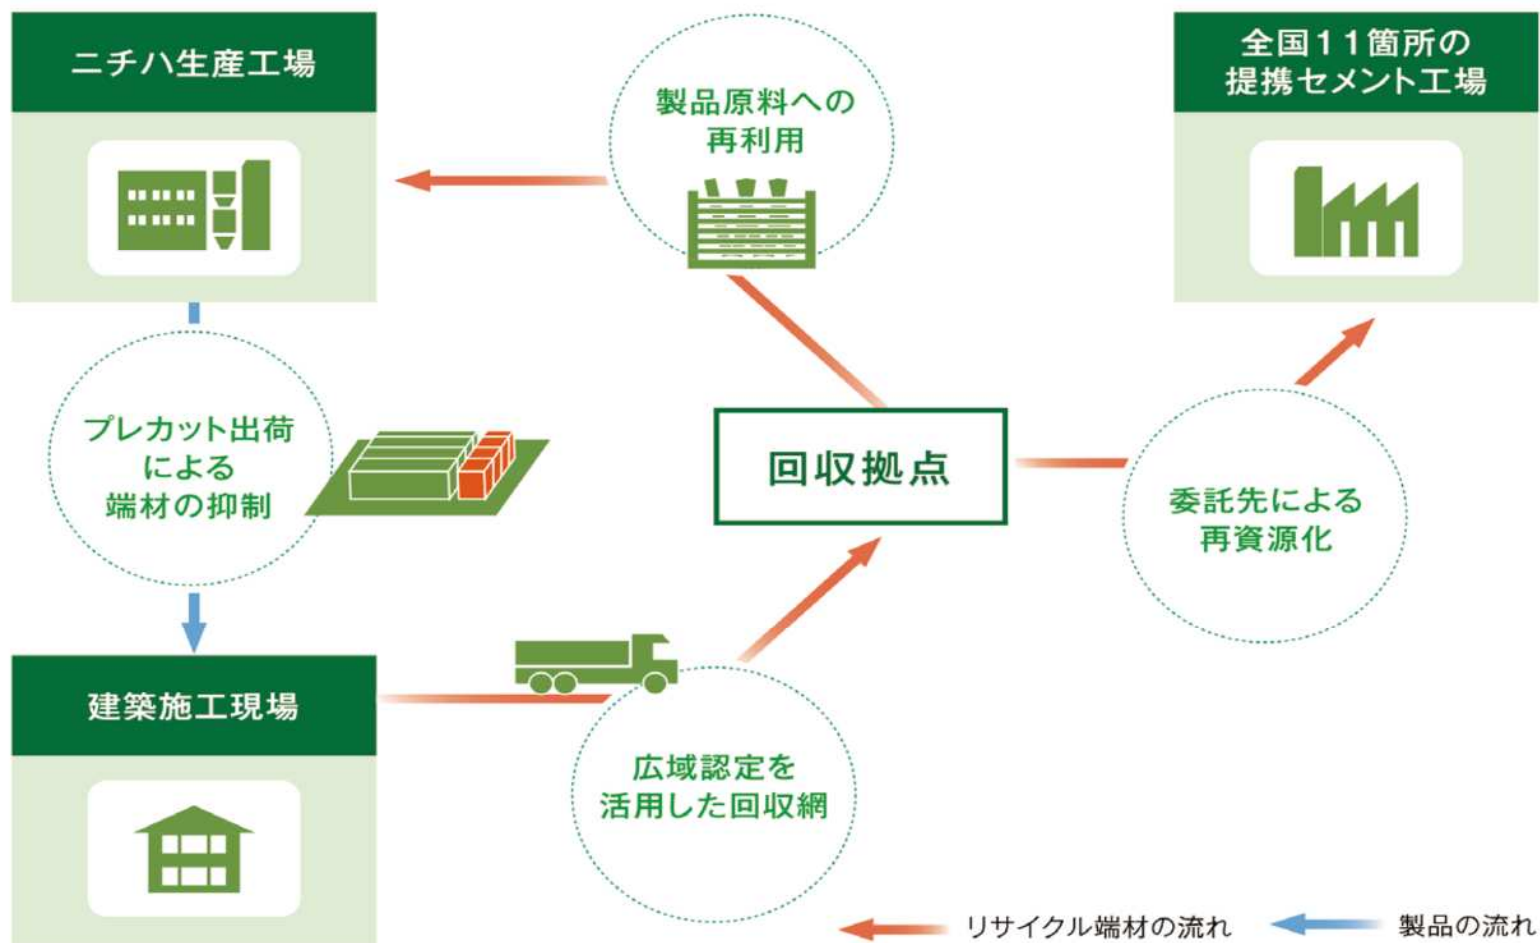 ニチハ生産工場
製品原料への
再利用
全国11箇所の
提携セメント工場
プレカット出荷
による
端材の抑制
回収拠点
委託先による
再資源化
建築施工現場
広域認定を
活用した回収網
リサイクル端材の流れ
製品の流れ